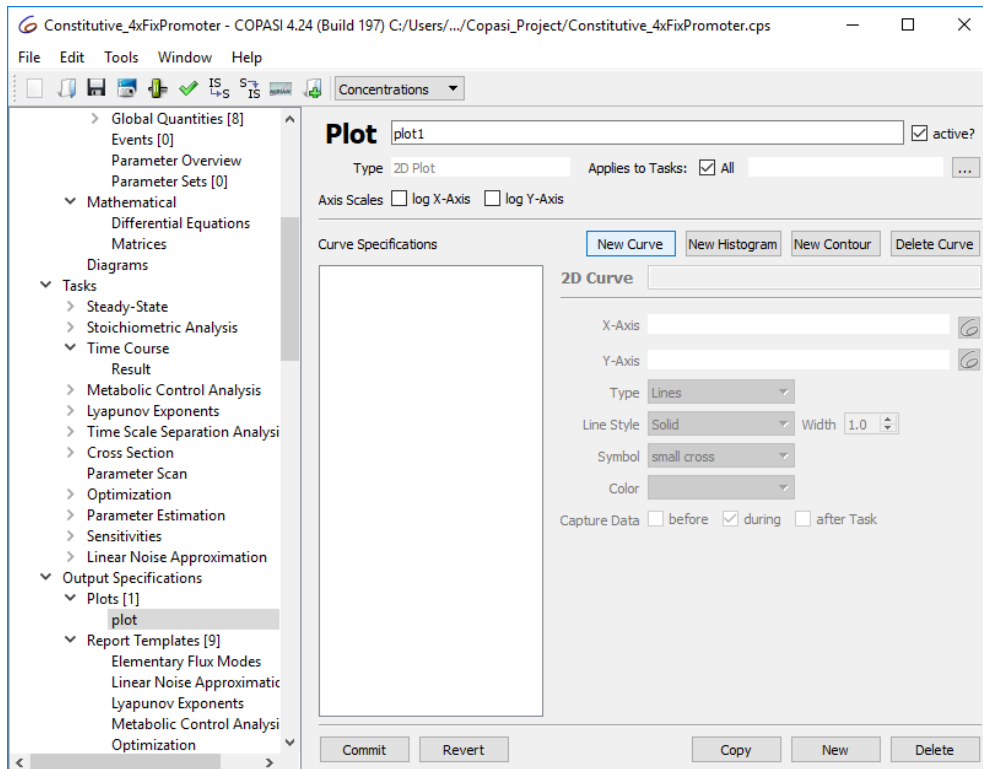 Constitutive_4xFixPromoter - COPASI 4.24 (Build 197) C:/Users/.../Copasi_Project/Constitutive_4xFixPromoter.cps
File Edit Tools Window Help
IS S S IS Concentrations
Global Quantities [8]
Events [0]
Parameter Overview
Parameter Sets [0]
Mathematical
Differential Equations
Matrices
Diagrams
Tasks
Steady-State
Stoichiometric Analysis
Time Course
Result
Metabolic Control Analysis
Lyapunov Exponents
Time Scale Separation Analysi
Cross Section
Parameter Scan
Optimization
Parameter Estimation
Sensitivities
Linear Noise Approximation
Output Specifications
Plots [1]
plot
Report Templates [9]
Elementary Flux Modes
Linear Noise Approximatic
Lyapunov Exponents
Metabolic Control Analysi
Optimization
Plot plot1 active?
Type 2D Plot Applies to Tasks: All ...
Axis Scales log X-Axis log Y-Axis
Curve Specifications New Curve New Histogram New Contour Delete Curve
2D Curve
X-Axis
Y-Axis
Type Lines
Line Style Solid Width 1.0
Symbol small cross
Color
Capture Data before during after Task
Commit Revert Copy New Delete